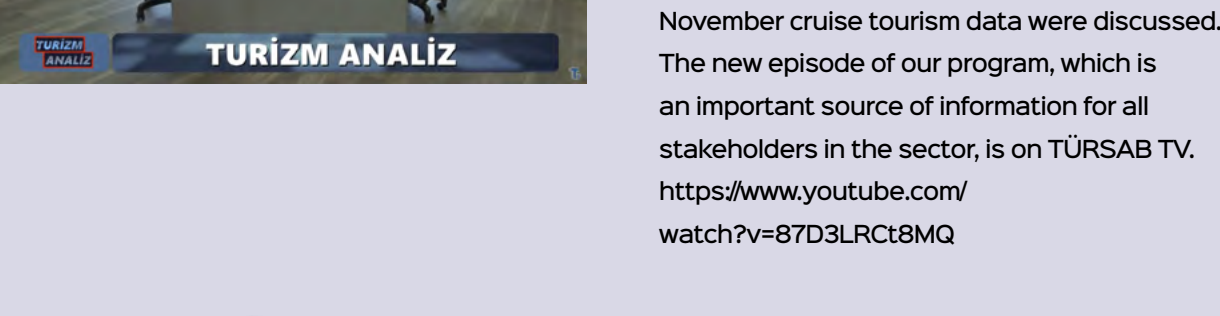 TURİZM
ANALİZ
TURİZM ANALİZ
November cruise tourism data were discussed.
The new episode of our program, which is
an important source of information for all
stakeholders in the sector, is on TÜRSAB TV.
https://www.youtube.com/
watch?v=87D3LRCt8MQ